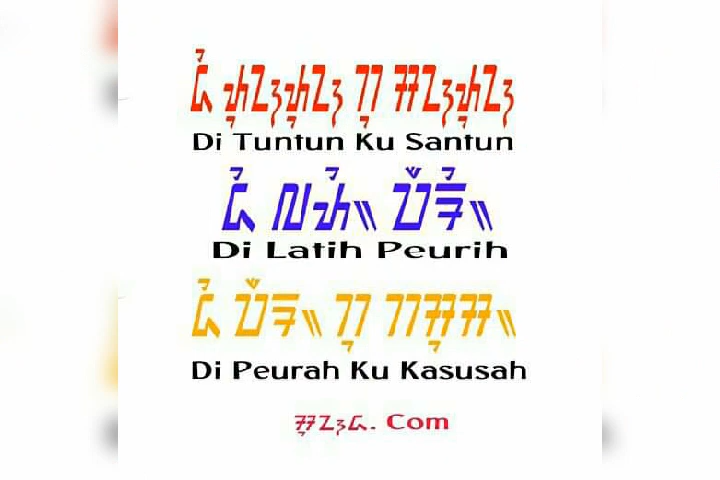 ᮓᮤ ᮒᮥᮔ᮪ᮒᮥᮔ᮪ ᮊᮥ ᮞᮔ᮪ᮒᮥᮔ᮪
Di Tuntun Ku Santun
ᮓᮤ ᮜᮒᮤᮂ ᮕᮩᮛᮤᮂ
Di Latih Peurih
ᮓᮤ ᮕᮩᮛᮂ ᮊᮥ ᮊᮞᮥᮞᮂ
Di Peurah Ku Kasusah
ᮞᮥᮔ᮪ᮓ. Com